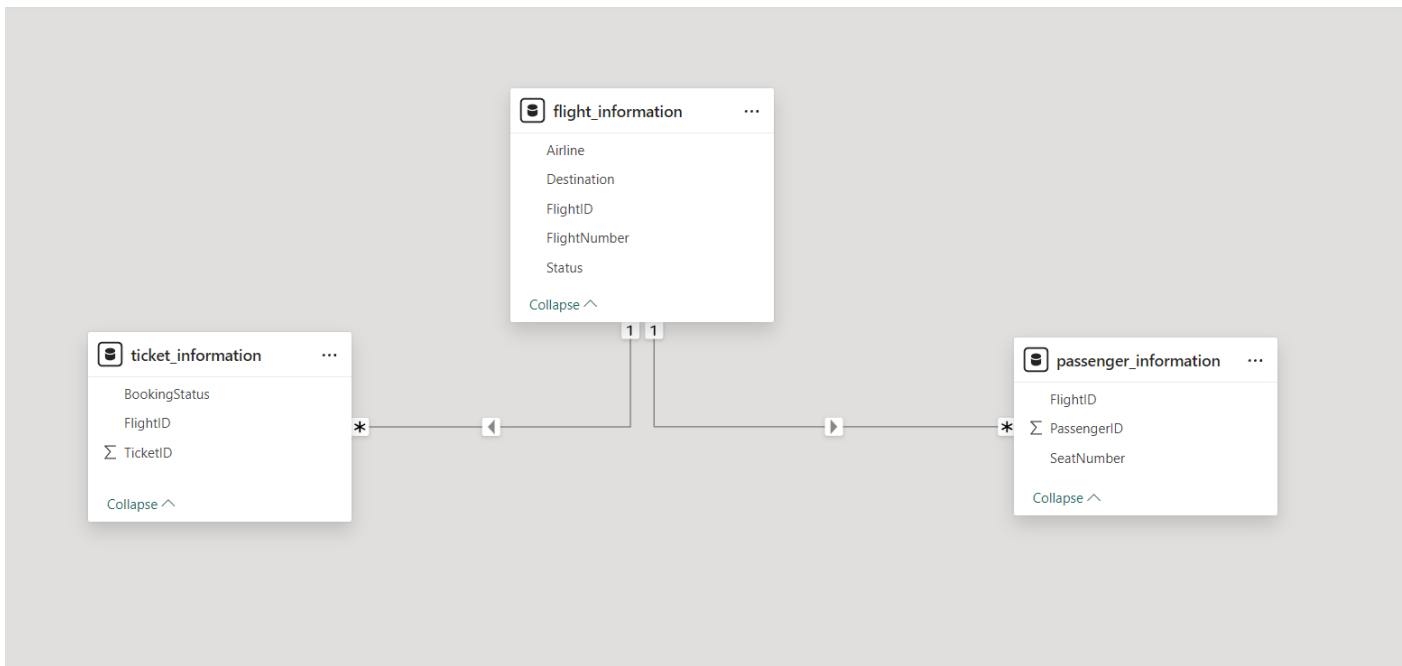 flight_information
...
Airline
Destination
FlightID
FlightNumber
Status
Collapse
1 1
ticket_information
...
BookingStatus
FlightID
Σ TicketID
Collapse
*
passenger_information
...
FlightID
* Σ PassengerID
SeatNumber
Collapse